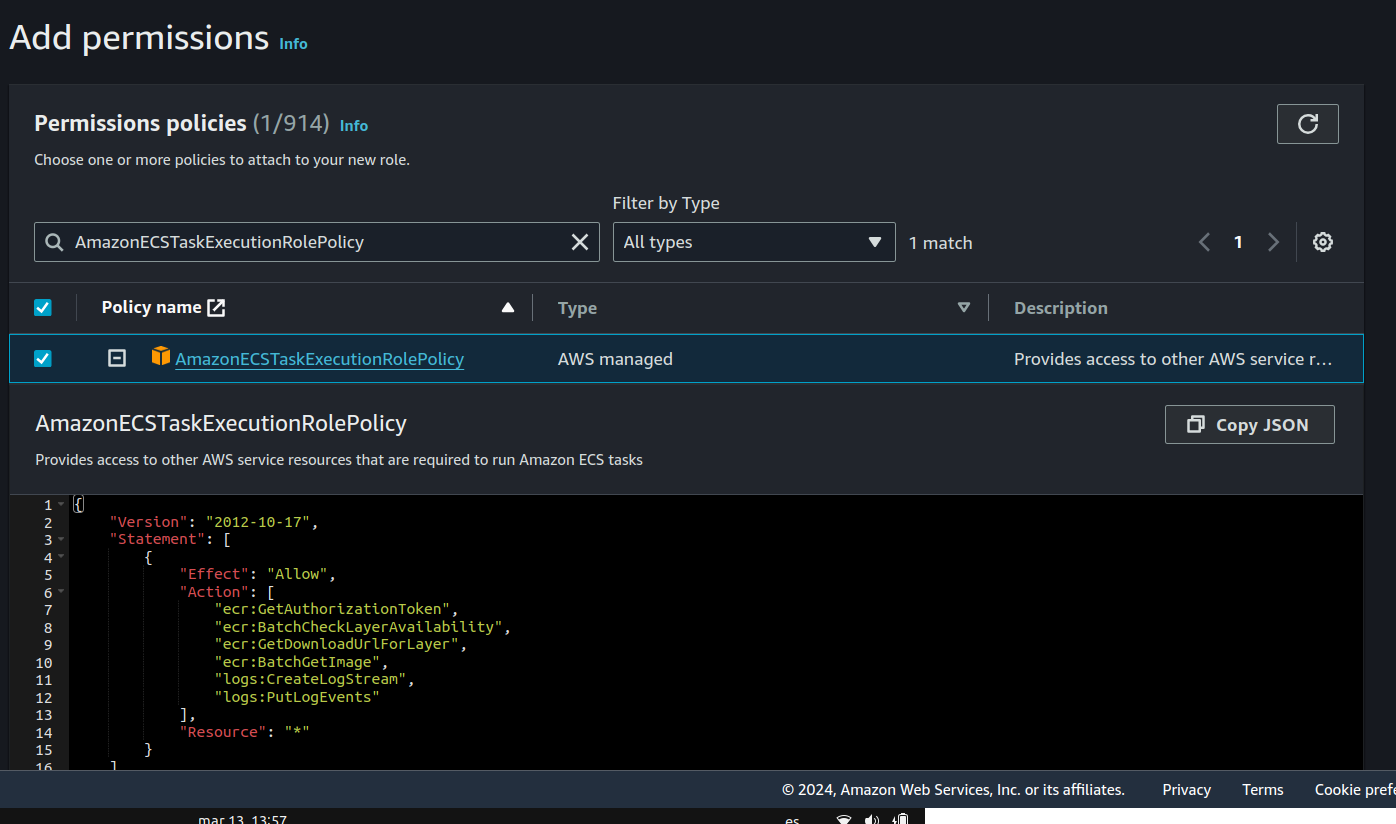 Add permissions Info
Permissions policies (1/914) Info
Choose one or more policies to attach to your new role.
Filter by Type
AmazonECSTaskExecutionRolePolicy
All types
1 match
1
Policy name
Type
Description
AmazonECSTaskExecutionRolePolicy
AWS managed
Provides access to other AWS service r…
AmazonECSTaskExecutionRolePolicy
Copy JSON
Provides access to other AWS service resources that are required to run Amazon ECS tasks
1 {
2 "Version": "2012-10-17",
3 "Statement": [
4 {
5 "Effect": "Allow",
6 "Action": [
7 "ecr:GetAuthorizationToken",
8 "ecr:BatchCheckLayerAvailability",
9 "ecr:GetDownloadUrlForLayer",
10 "ecr:BatchGetImage",
11 "logs:CreateLogStream",
12 "logs:PutLogEvents"
13 ],
14 "Resource": "*"
15 }
16 ]
© 2024, Amazon Web Services, Inc. or its affiliates.
Privacy
Terms
Cookie prefe
mar 13, 13:57
es